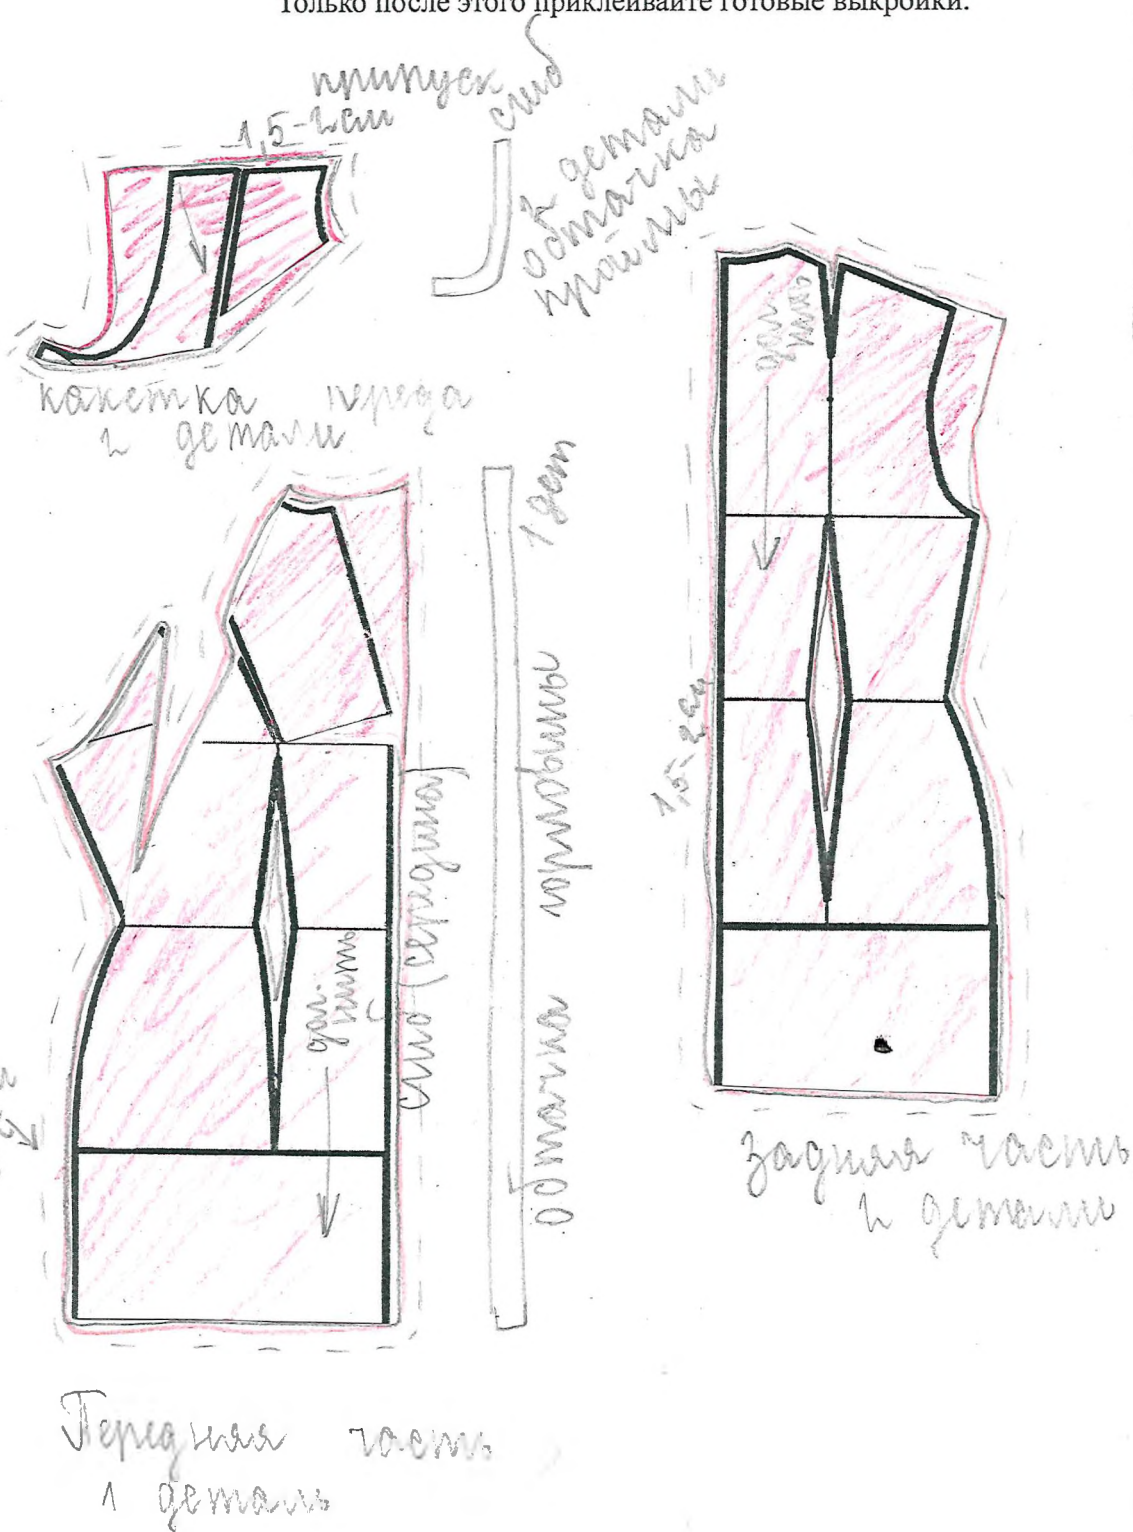 Только после этого приклеивайте готовые выкройки.
припуск
1,5-2см
сгиб
2 детали
обтачка
проймы
кокетка переда
2 детали
дол.
нить
1 дет
обтачка горловины
сгиб (середина)
дол.
нить
1,5-2см
задняя часть
2 детали
Передняя часть
1 деталь